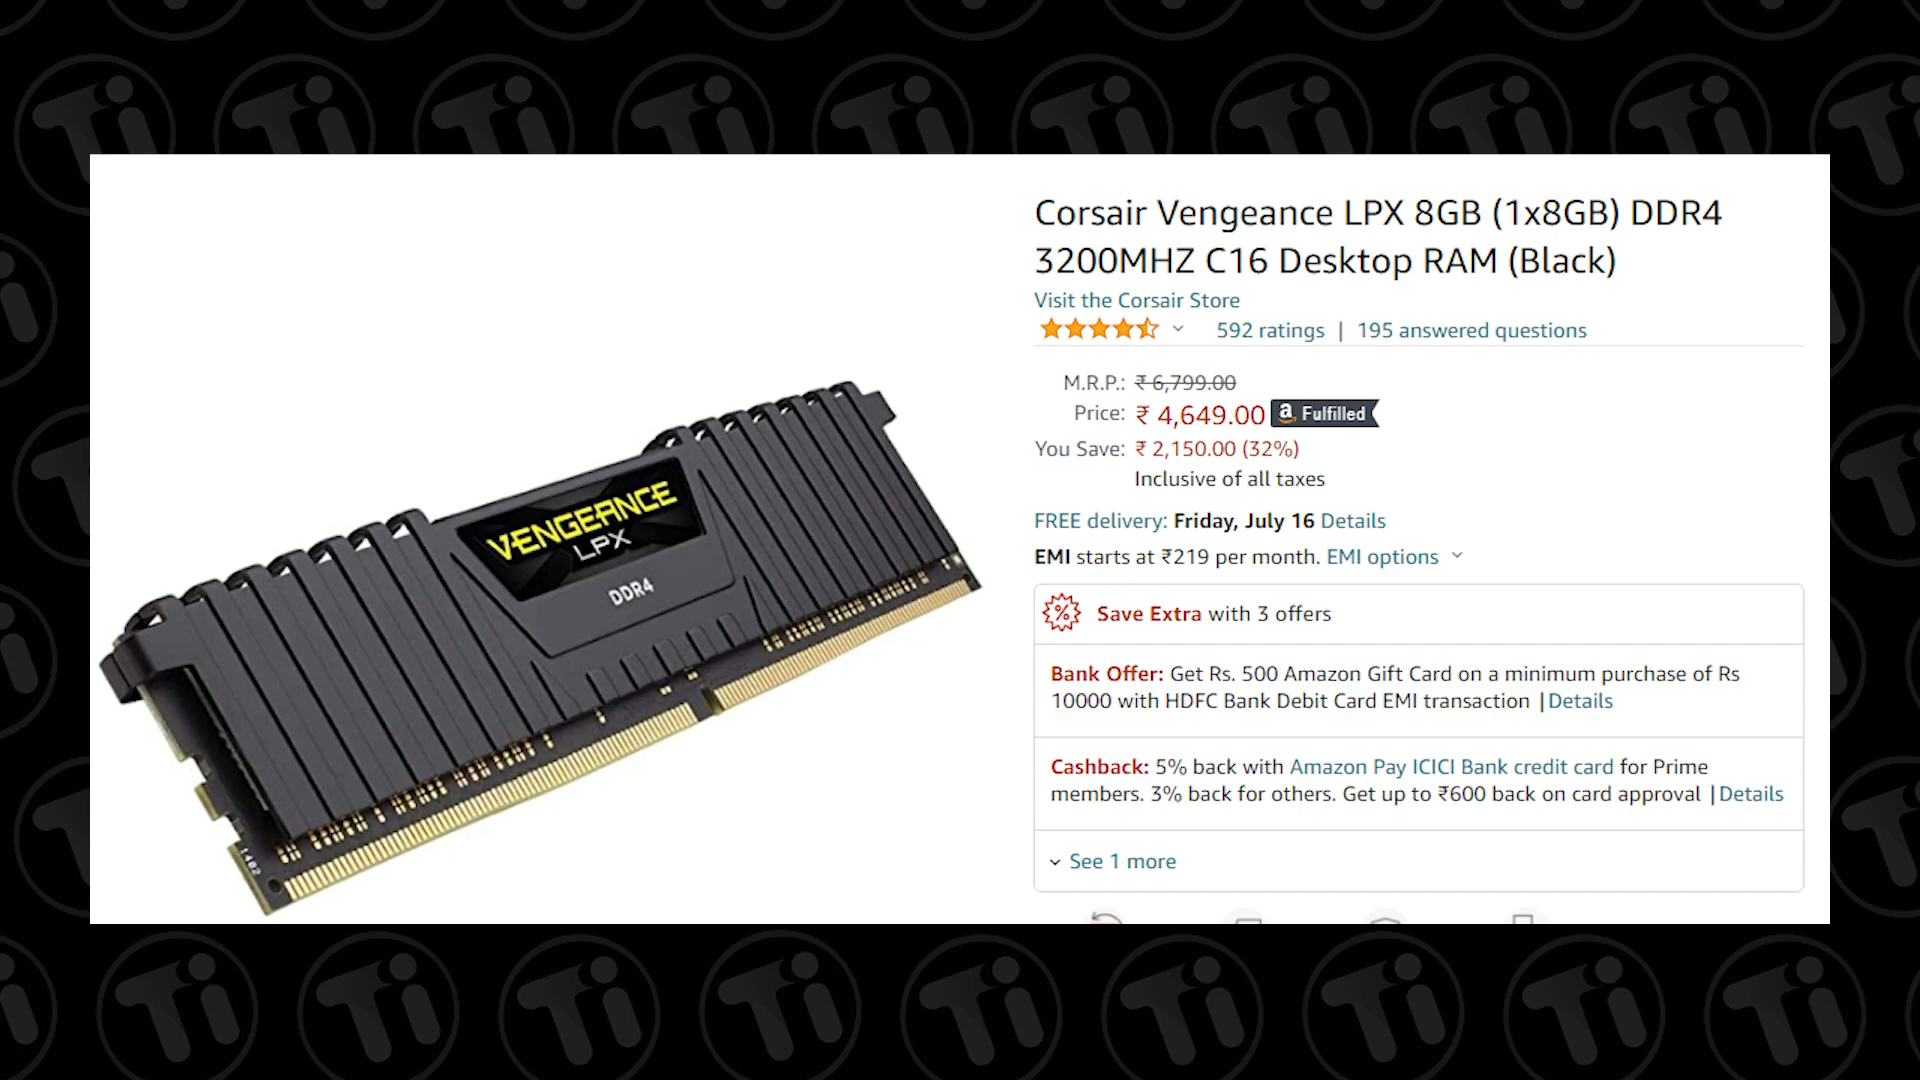 Corsair Vengeance LPX 8GB (1x8GB) DDR4
3200MHZ C16 Desktop RAM (Black)
Visit the Corsair Store
592 ratings | 195 answered questions
M.R.P.: ₹ 6,799.00
Price: ₹ 4,649.00 a Fulfilled
You Save: ₹ 2,150.00 (32%)
Inclusive of all taxes
FREE delivery: Friday, July 16 Details
EMI starts at ₹219 per month. EMI options
Save Extra with 3 offers
Bank Offer: Get Rs. 500 Amazon Gift Card on a minimum purchase of Rs
10000 with HDFC Bank Debit Card EMI transaction | Details
Cashback: 5% back with Amazon Pay ICICI Bank credit card for Prime
members. 3% back for others. Get up to ₹600 back on card approval | Details
See 1 more
VENGEANCE
LPX
DDR4
1402